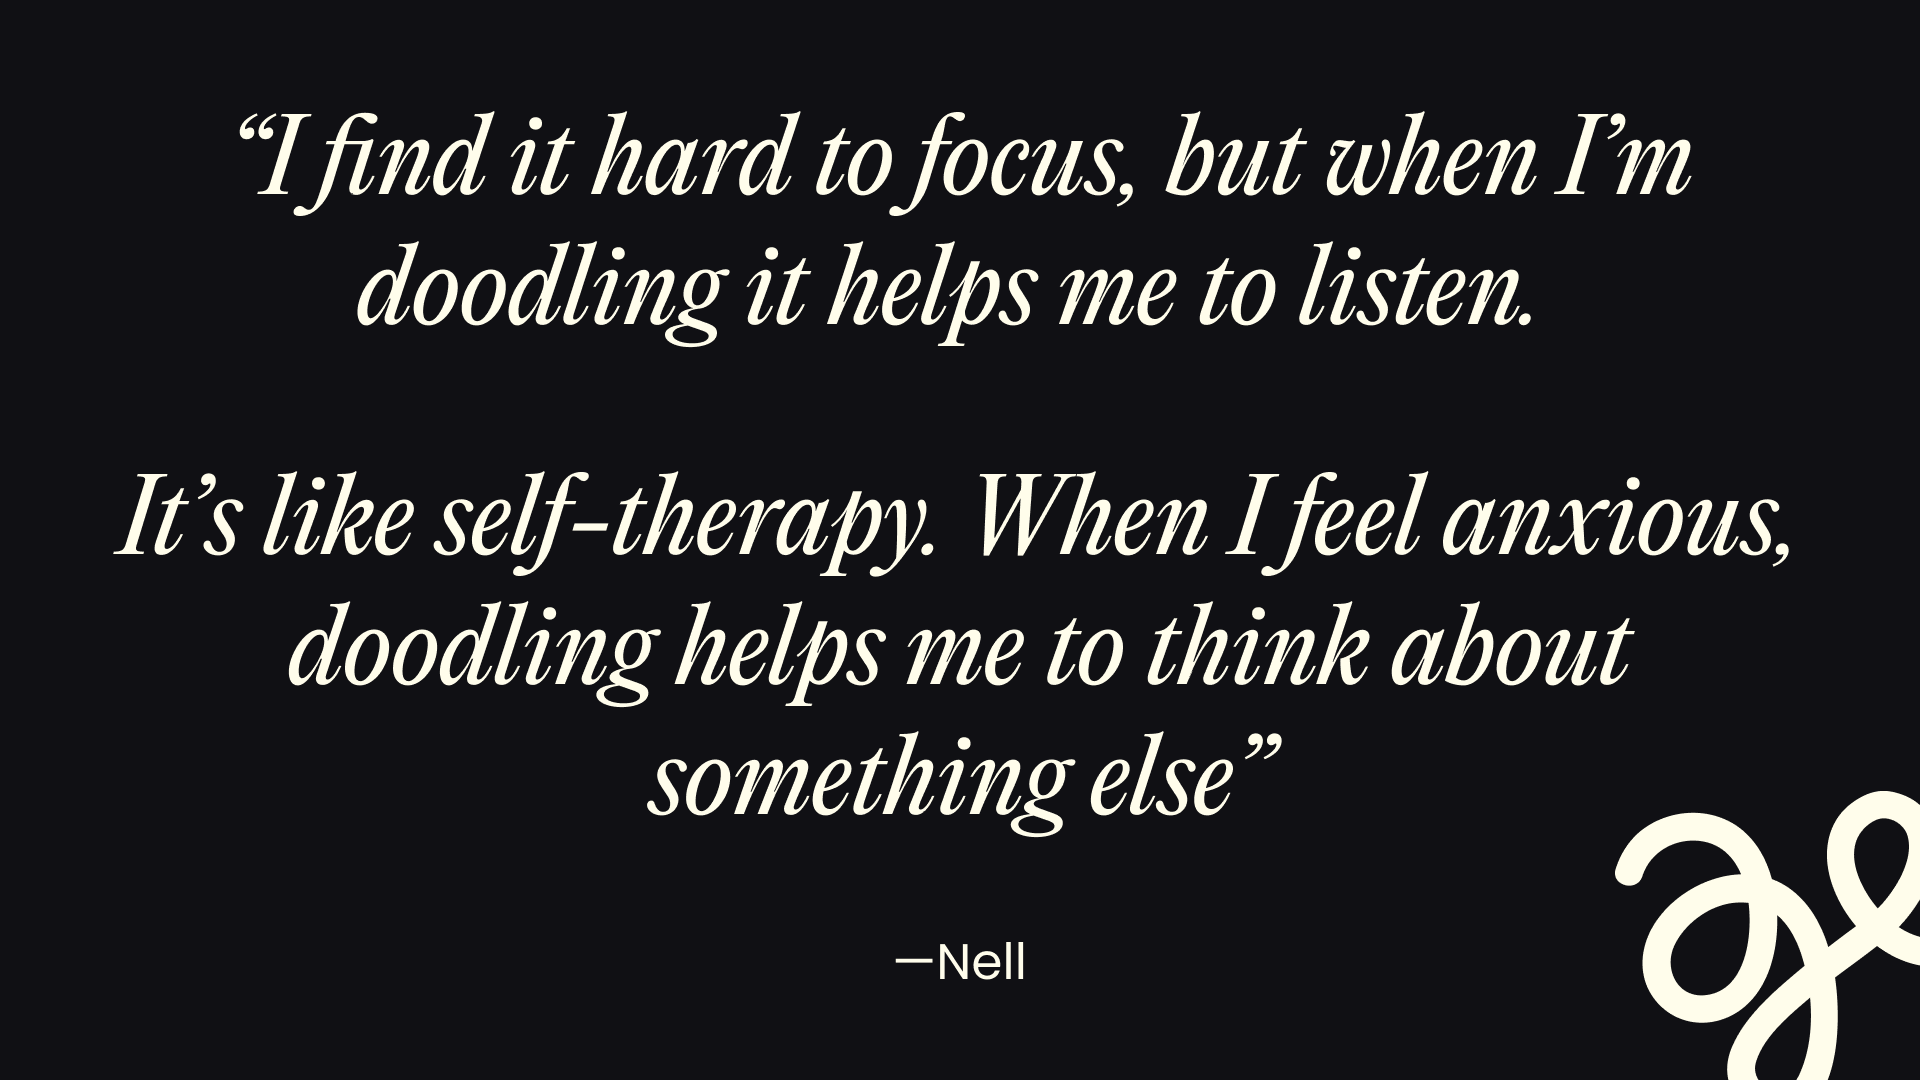 “I find it hard to focus, but when I’m
doodling it helps me to listen.
It’s like self-therapy. When I feel anxious,
doodling helps me to think about
something else”
—Nell